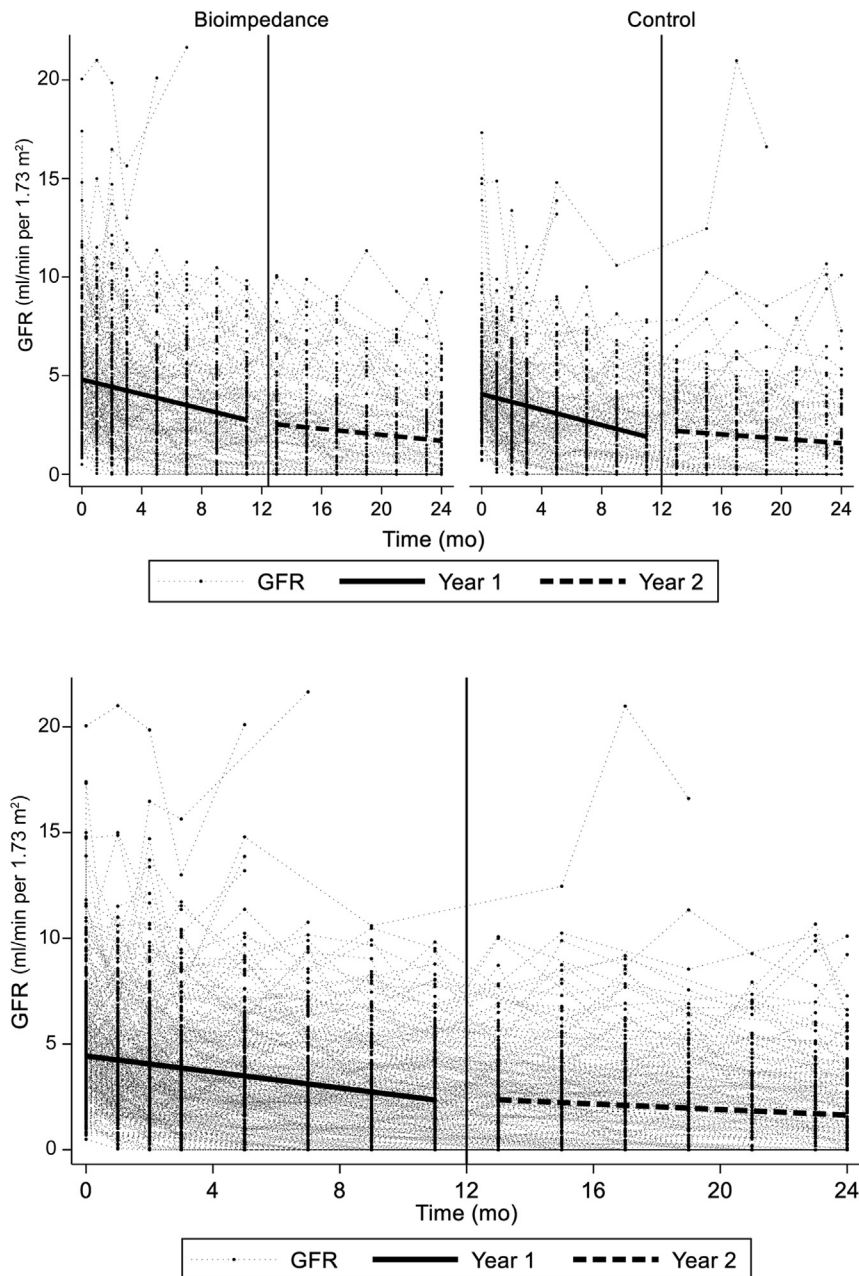 Bioimpedance Control
20
15
10
5
0
GFR (ml/min per 1.73 m²)
0 4 8 12 16 20 24 0 4 8 12 16 20 24
Time (mo)
GFR Year 1 Year 2
20
15
10
5
0
GFR (ml/min per 1.73 m²)
0 4 8 12 16 20 24
Time (mo)
GFR Year 1 Year 2